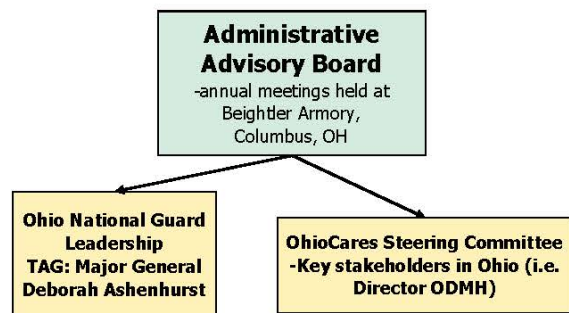 Administrative
Advisory Board
-annual meetings held at
Beightler Armory,
Columbus, OH
Ohio National Guard
Leadership
TAG: Major General
Deborah Ashenhurst
OhioCares Steering Committee
-Key stakeholders in Ohio (i.e.
Director ODMH)